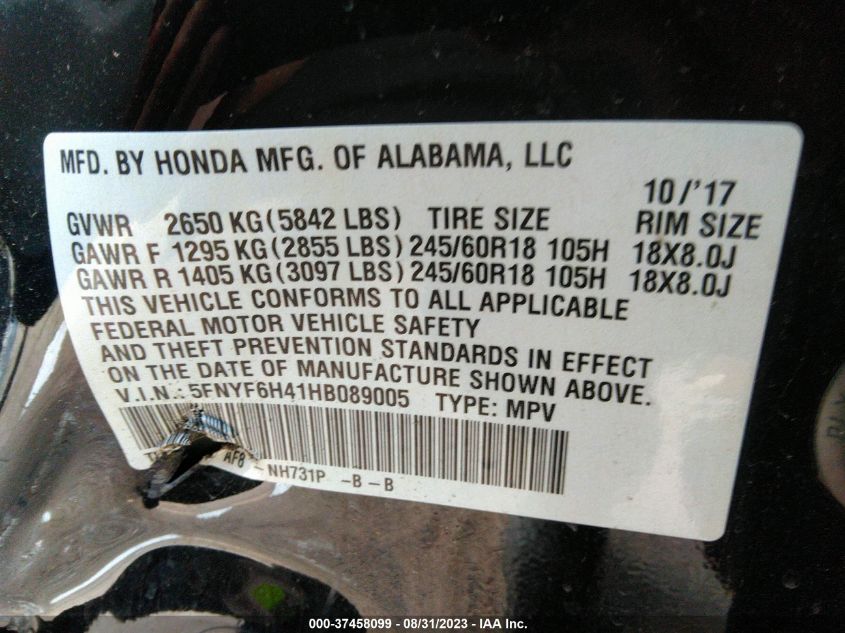 MFD. BY HONDA MFG. OF ALABAMA, LLC
10/'17
GVWR 2650 KG(5842 LBS) TIRE SIZE RIM SIZE
GAWR F 1295 KG(2855 LBS) 245/60R18 105H 18X8.0J
GAWR R 1405 KG(3097 LBS) 245/60R18 105H 18X8.0J
THIS VEHICLE CONFORMS TO ALL APPLICABLE
FEDERAL MOTOR VEHICLE SAFETY
AND THEFT PREVENTION STANDARDS IN EFFECT
ON THE DATE OF MANUFACTURE SHOWN ABOVE.
V.I.N.: 5FNYF6H41HB089005 TYPE: MPV
AF8 NH731P -B-B
000-37458099 - 08/31/2023 - IAA Inc.